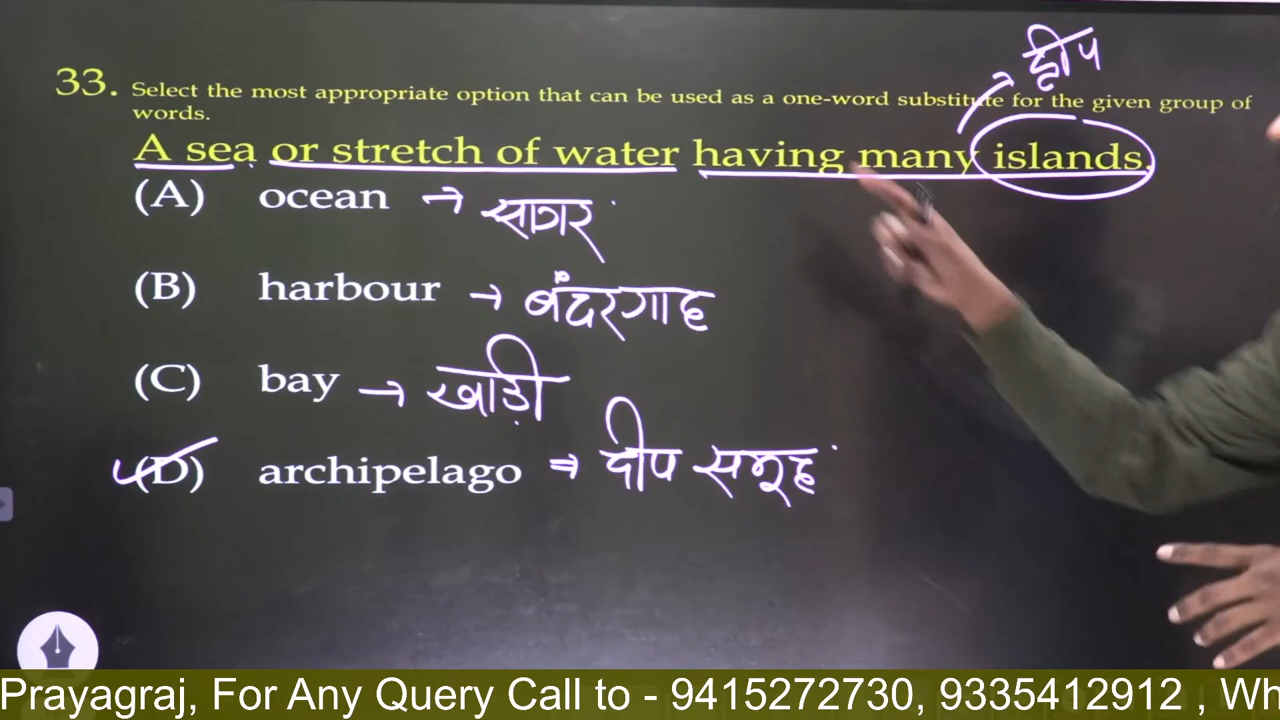 द्वीप
33. Select the most appropriate option that can be used as a one-word substitute for the given group of
words.
A sea or stretch of water having many islands.
(A) ocean → सागर
(B) harbour → बंदरगाह
(C) bay → खाड़ी
(D) archipelago ⇒ दीप समूह
Prayagraj, For Any Query Call to - 9415272730, 9335412912 , Wh